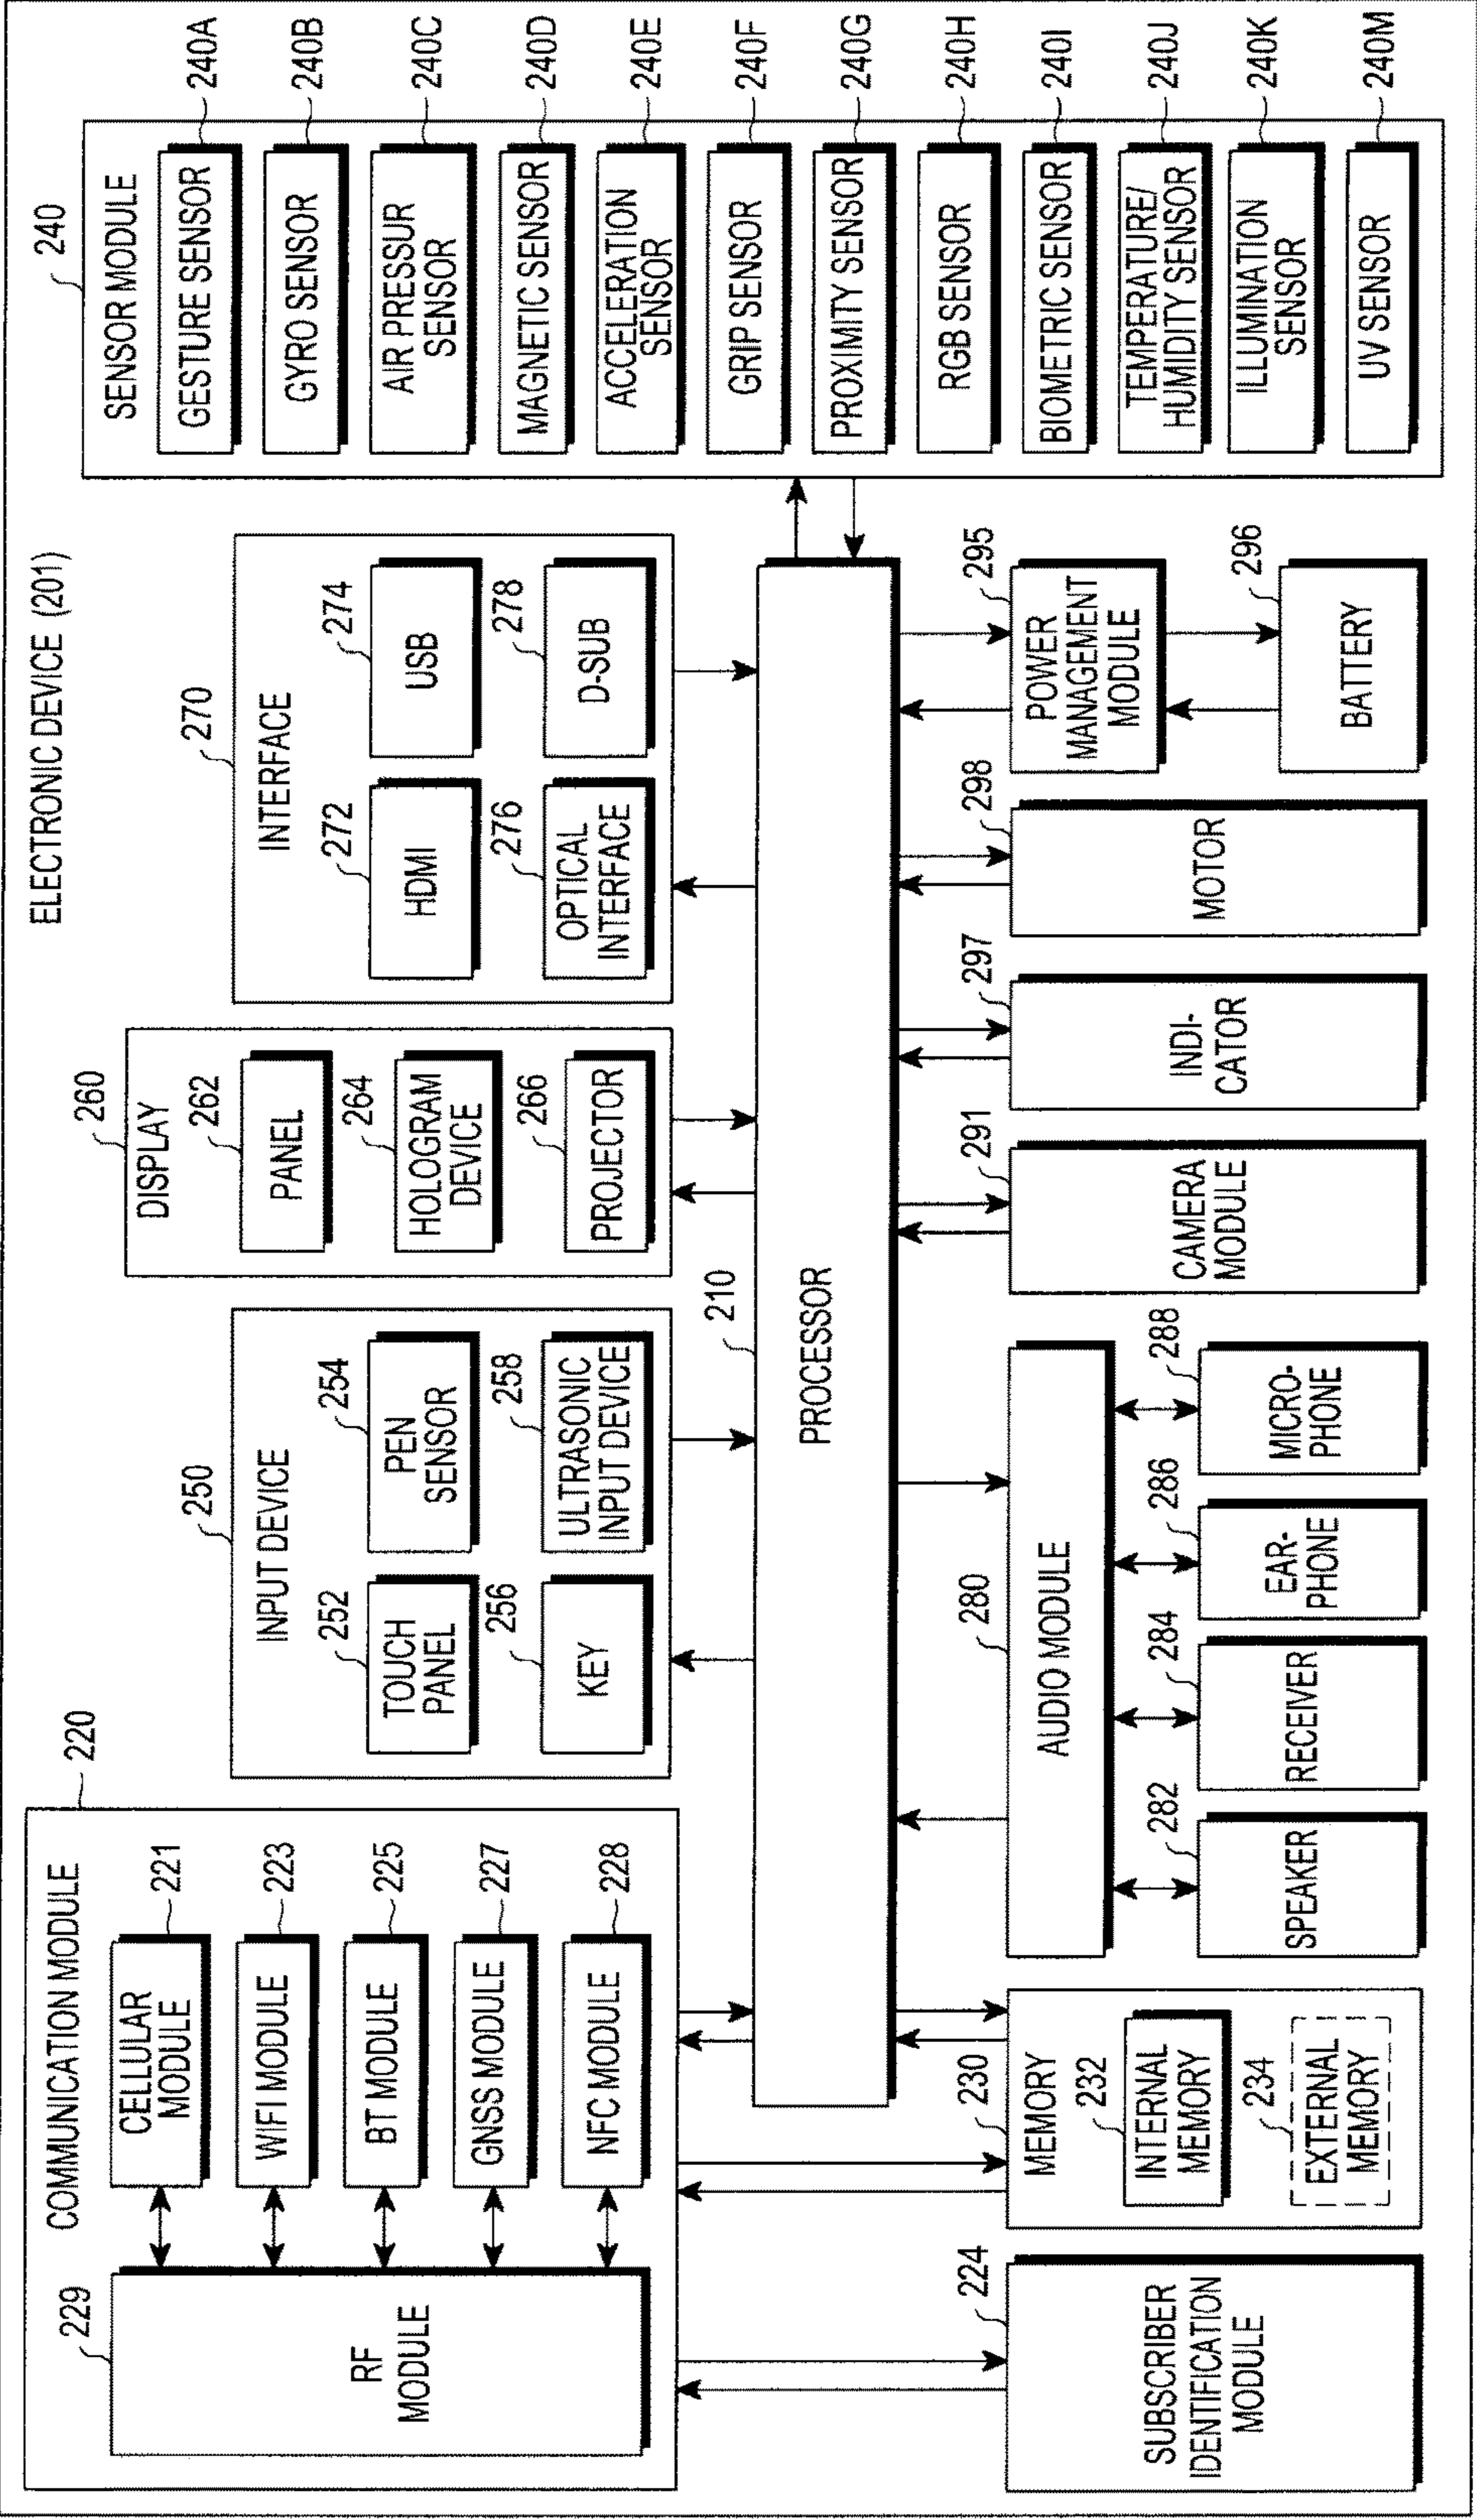 ELECTRONIC DEVICE (201)
COMMUNICATION MODULE
220
229
RF
MODULE
CELLULAR
MODULE
221
WIFI MODULE
223
BT MODULE
225
GNSS MODULE
227
NFC MODULE
228
250
INPUT DEVICE
252
TOUCH
PANEL
254
PEN
SENSOR
256
KEY
258
ULTRASONIC
INPUT DEVICE
260
DISPLAY
262
PANEL
264
HOLOGRAM
DEVICE
266
PROJECTOR
270
INTERFACE
272
HDMI
274
USB
276
OPTICAL
INTERFACE
278
D-SUB
240
SENSOR MODULE
GESTURE SENSOR
240A
GYRO SENSOR
240B
AIR PRESSUR
SENSOR
240C
MAGNETIC SENSOR
240D
ACCELERATION
SENSOR
240E
GRIP SENSOR
240F
PROXIMITY SENSOR
240G
RGB SENSOR
240H
BIOMETRIC SENSOR
240I
TEMPERATURE/
HUMIDITY SENSOR
240J
ILLUMINATION
SENSOR
240K
UV SENSOR
240M
210
PROCESSOR
224
SUBSCRIBER
IDENTIFICATION
MODULE
230
MEMORY
232
INTERNAL
MEMORY
234
EXTERNAL
MEMORY
280
AUDIO MODULE
282
SPEAKER
284
RECEIVER
286
EAR-
PHONE
288
MICRO-
PHONE
291
CAMERA
MODULE
297
INDI-
CATOR
298
MOTOR
295
POWER
MANAGEMENT
MODULE
296
BATTERY